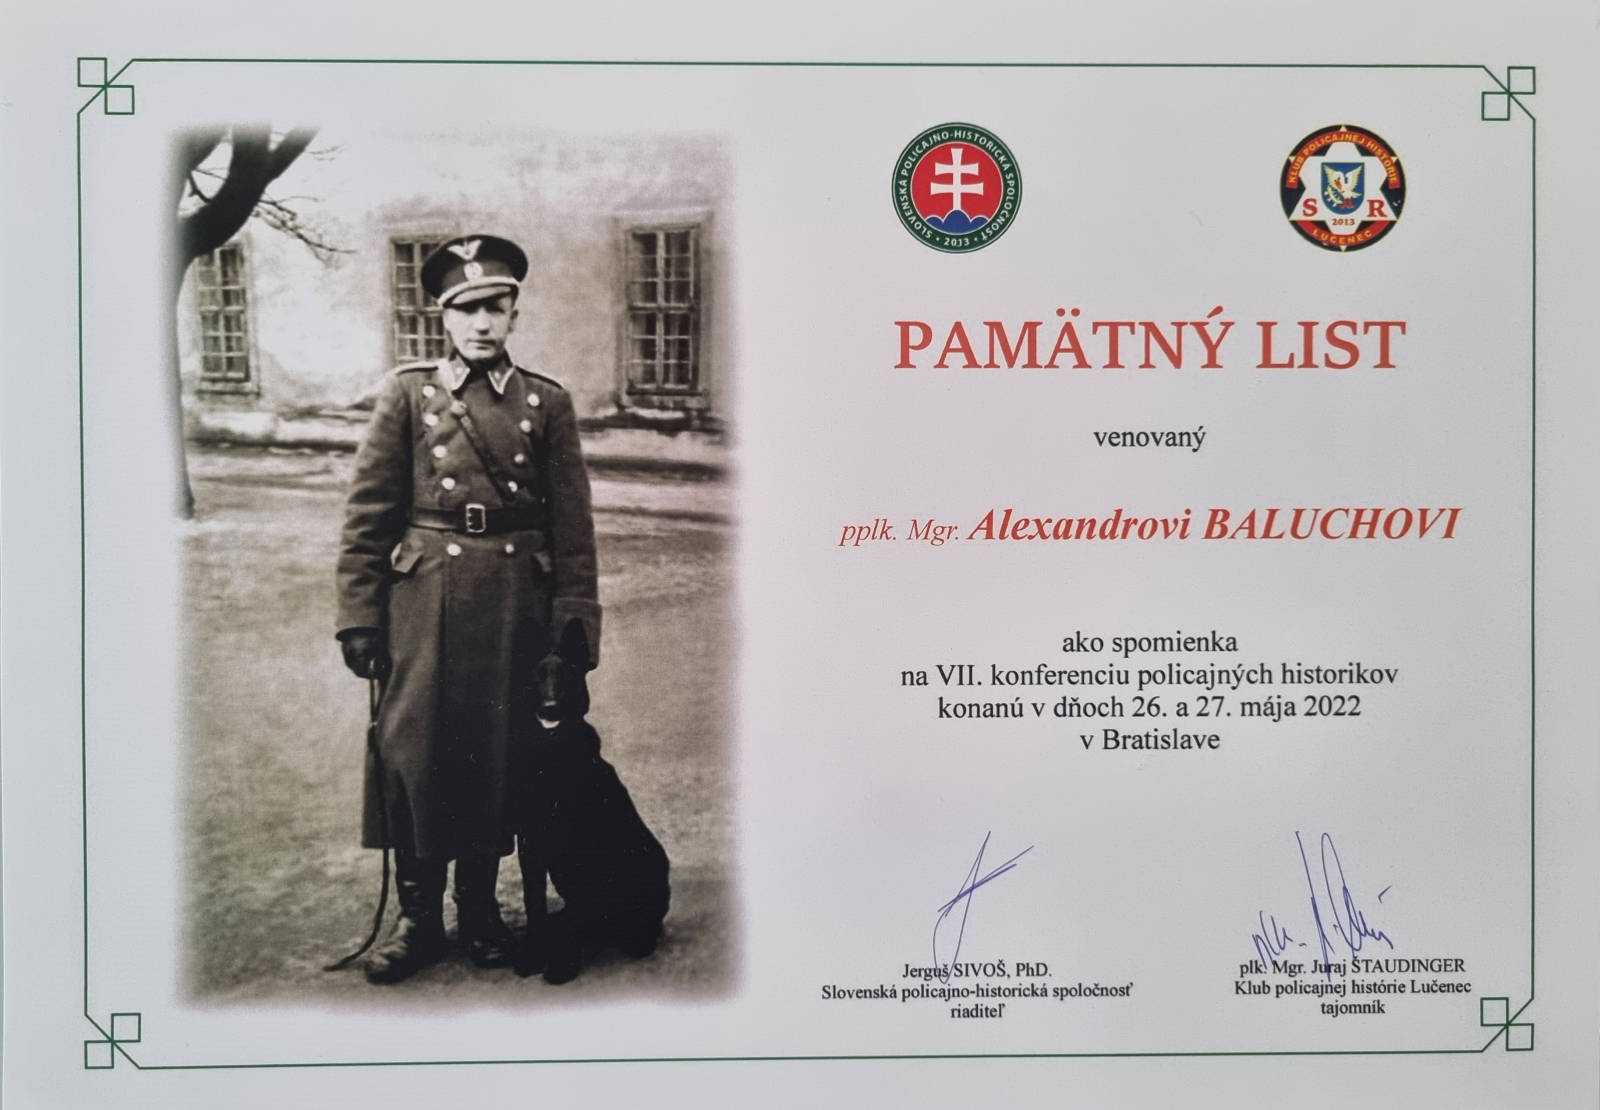 SLOVENSKÁ POLICAJNO-HISTORICKÁ SPOLOČNOSŤ
• 2013 •
KLUB POLICAJNEJ HISTÓRIE
S R
2013
LUČENEC
PAMÄTNÝ LIST
venovaný
pplk. Mgr. Alexandrovi BALUCHOVI
ako spomienka
na VII. konferenciu policajných historikov
konanú v dňoch 26. a 27. mája 2022
v Bratislave
Jerguš SIVOŠ, PhD.
Slovenská policajno-historická spoločnosť
riaditeľ
plk. Mgr. Juraj ŠTAUDINGER
Klub policajnej histórie Lučenec
tajomník